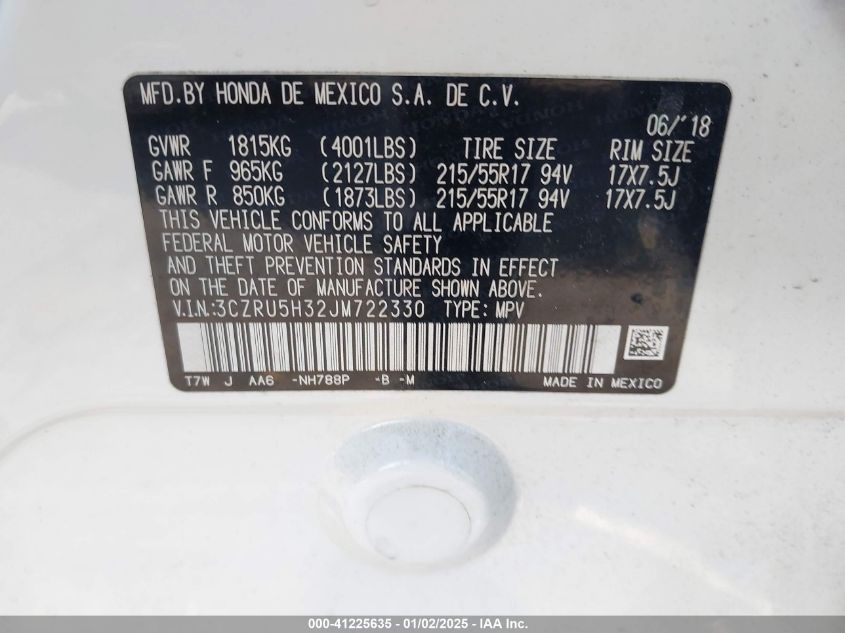 MFD.BY HONDA DE MEXICO S.A. DE C.V.
06/'18
GVWR 1815KG (4001LBS) TIRE SIZE RIM SIZE
GAWR F 965KG (2127LBS) 215/55R17 94V 17X7.5J
GAWR R 850KG (1873LBS) 215/55R17 94V 17X7.5J
THIS VEHICLE CONFORMS TO ALL APPLICABLE
FEDERAL MOTOR VEHICLE SAFETY
AND THEFT PREVENTION STANDARDS IN EFFECT
ON THE DATE OF MANUFACTURE SHOWN ABOVE.
V.I.N:3CZRU5H32JM722330 TYPE: MPV
T7W J AA6 -NH788P -B -M MADE IN MEXICO
000-41225635 - 01/02/2025 - IAA Inc.